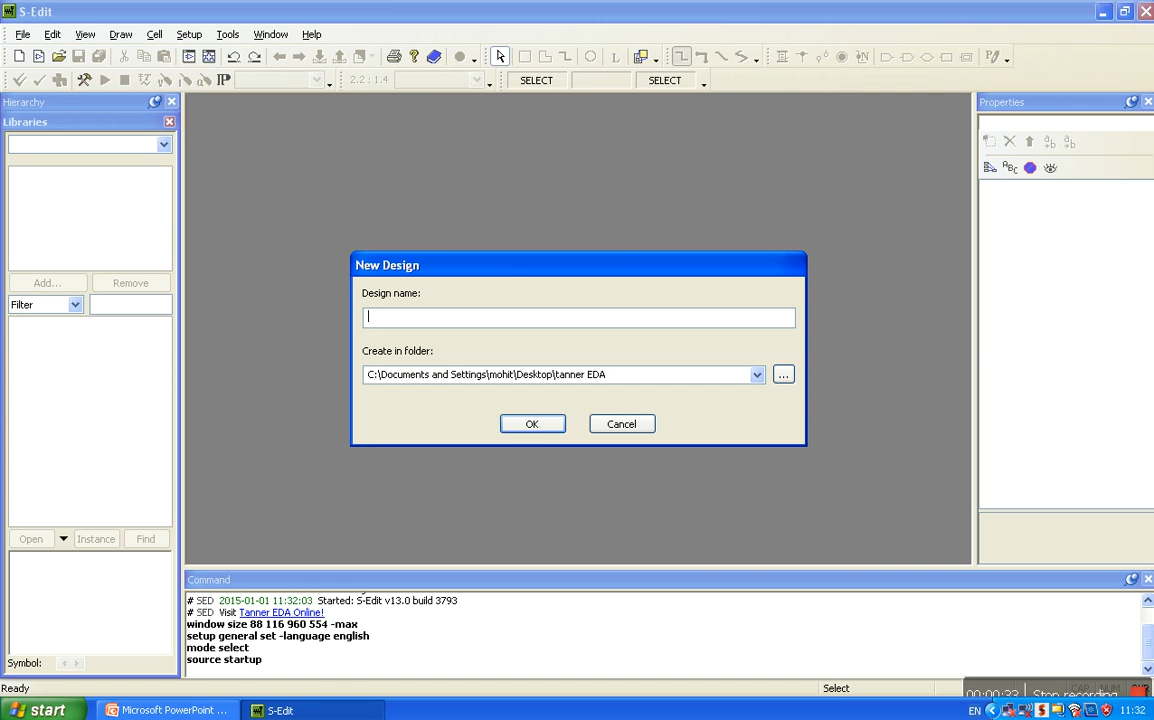 S-Edit
File Edit View Draw Cell Setup Tools Window Help
2.2 : 1.4 SELECT SELECT
Hierarchy
Libraries
Add... Remove
Filter
Open Instance Find
Symbol:
New Design
Design name:
Create in folder:
C:\Documents and Settings\mohit\Desktop\tanner EDA
...
OK Cancel
Properties
Command
# SED 2015-01-01 11:32:03 Started: S-Edit v13.0 build 3793
# SED Visit Tanner EDA Online!
window size 88 116 960 554 -max
setup general set -language english
mode select
source startup
Ready Select CAP NUM
00:00:33 Stop recording
start Microsoft PowerPoint ... S-Edit EN 11:32